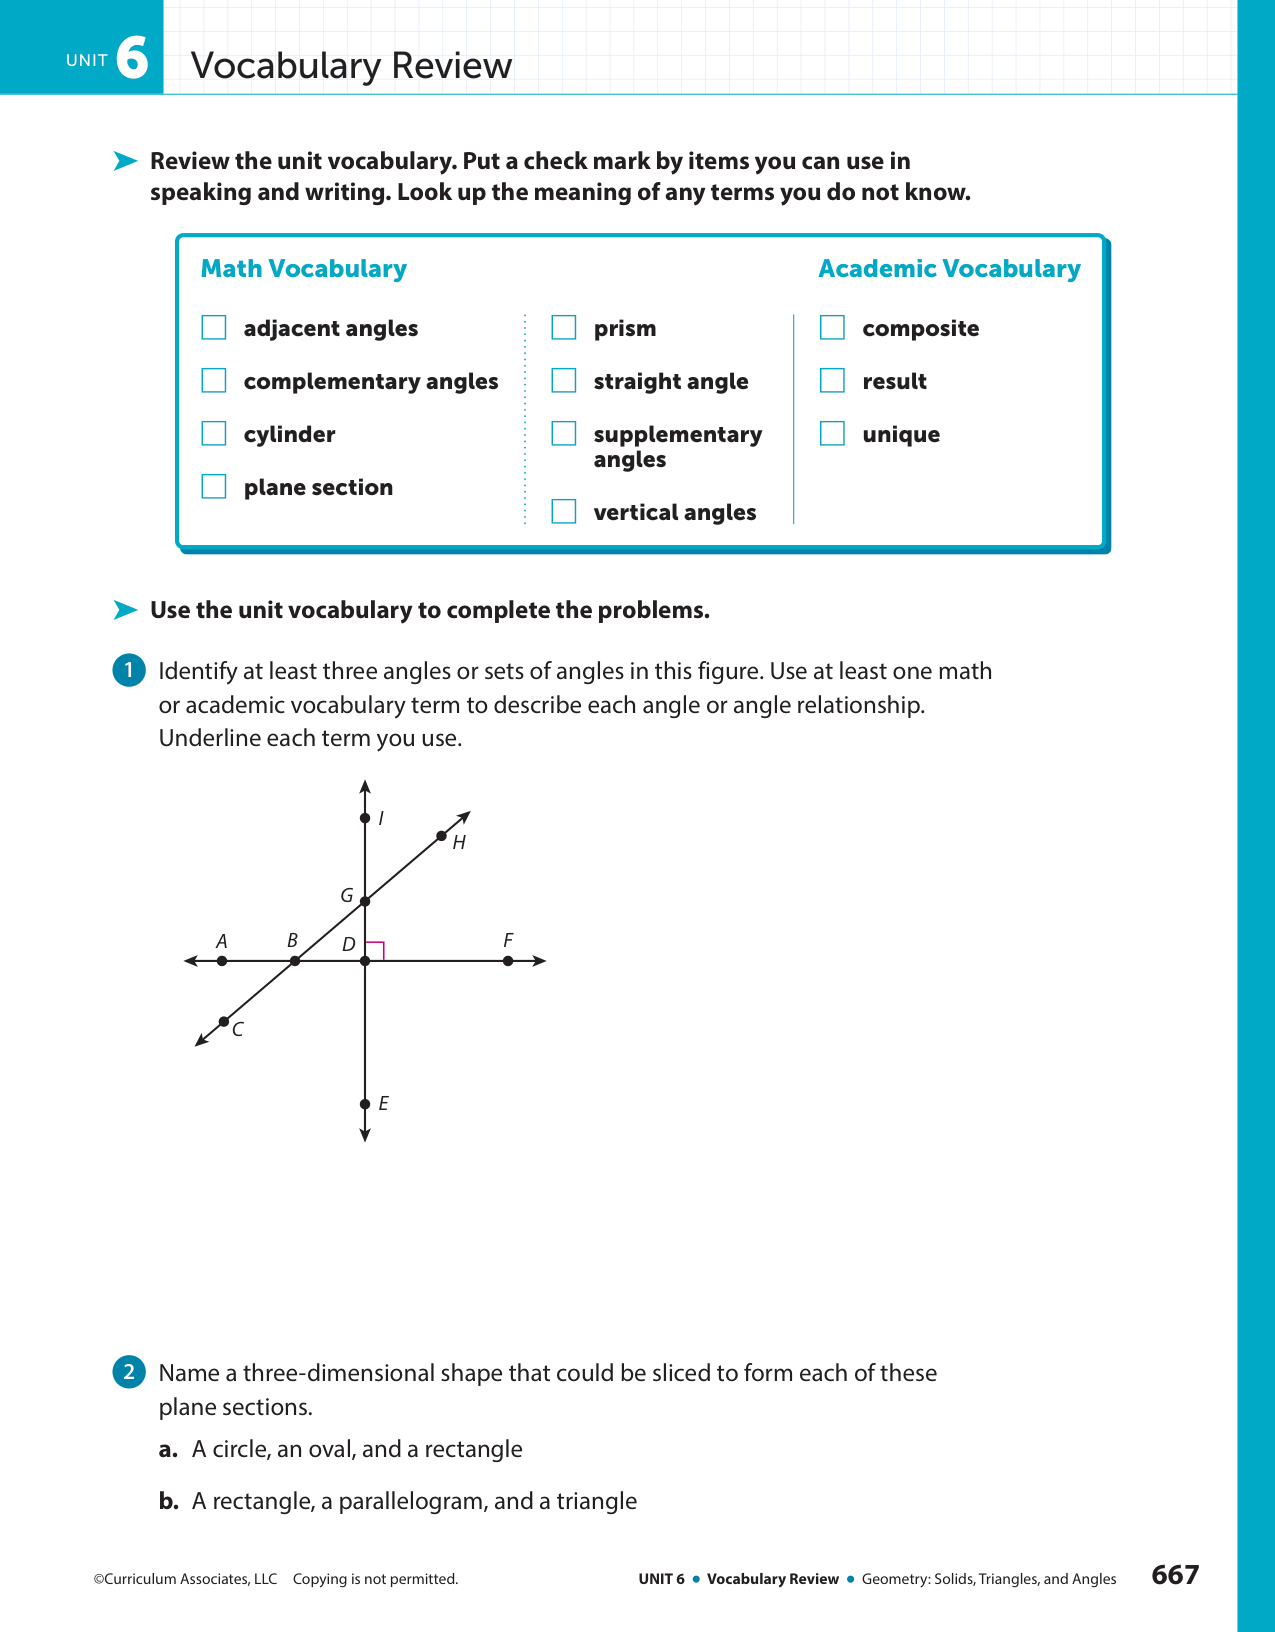 UNIT 6 Vocabulary Review
Review the unit vocabulary. Put a check mark by items you can use in
speaking and writing. Look up the meaning of any terms you do not know.
Math Vocabulary
adjacent angles
complementary angles
cylinder
plane section
prism
straight angle
supplementary
angles
vertical angles
Academic Vocabulary
composite
result
unique
Use the unit vocabulary to complete the problems.
1 Identify at least three angles or sets of angles in this figure. Use at least one math
or academic vocabulary term to describe each angle or angle relationship.
Underline each term you use.
I
H
G
A B D F
C
E
2 Name a three-dimensional shape that could be sliced to form each of these
plane sections.
a. A circle, an oval, and a rectangle
b. A rectangle, a parallelogram, and a triangle
©Curriculum Associates, LLC Copying is not permitted. UNIT 6 • Vocabulary Review • Geometry: Solids, Triangles, and Angles 667